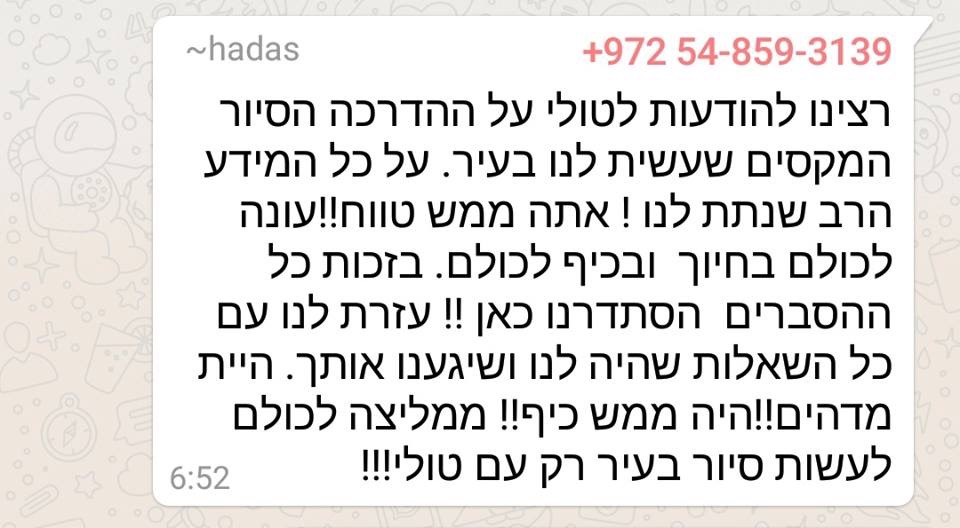 ~hadas +972 54-859-3139
רצינו להודעות לטולי על ההדרכה הסיור
המקסים שעשית לנו בעיר. על כל המידע
הרב שנתת לנו ! אתה ממש טווח!!עונה
לכולם בחיוך ובכיף לכולם. בזכות כל
ההסברים הסתדרנו כאן !! עזרת לנו עם
כל השאלות שהיה לנו ושיגענו אותך. היית
מדהים!!היה ממש כיף!! ממליצה לכולם
לעשות סיור בעיר רק עם טולי!!!
6:52